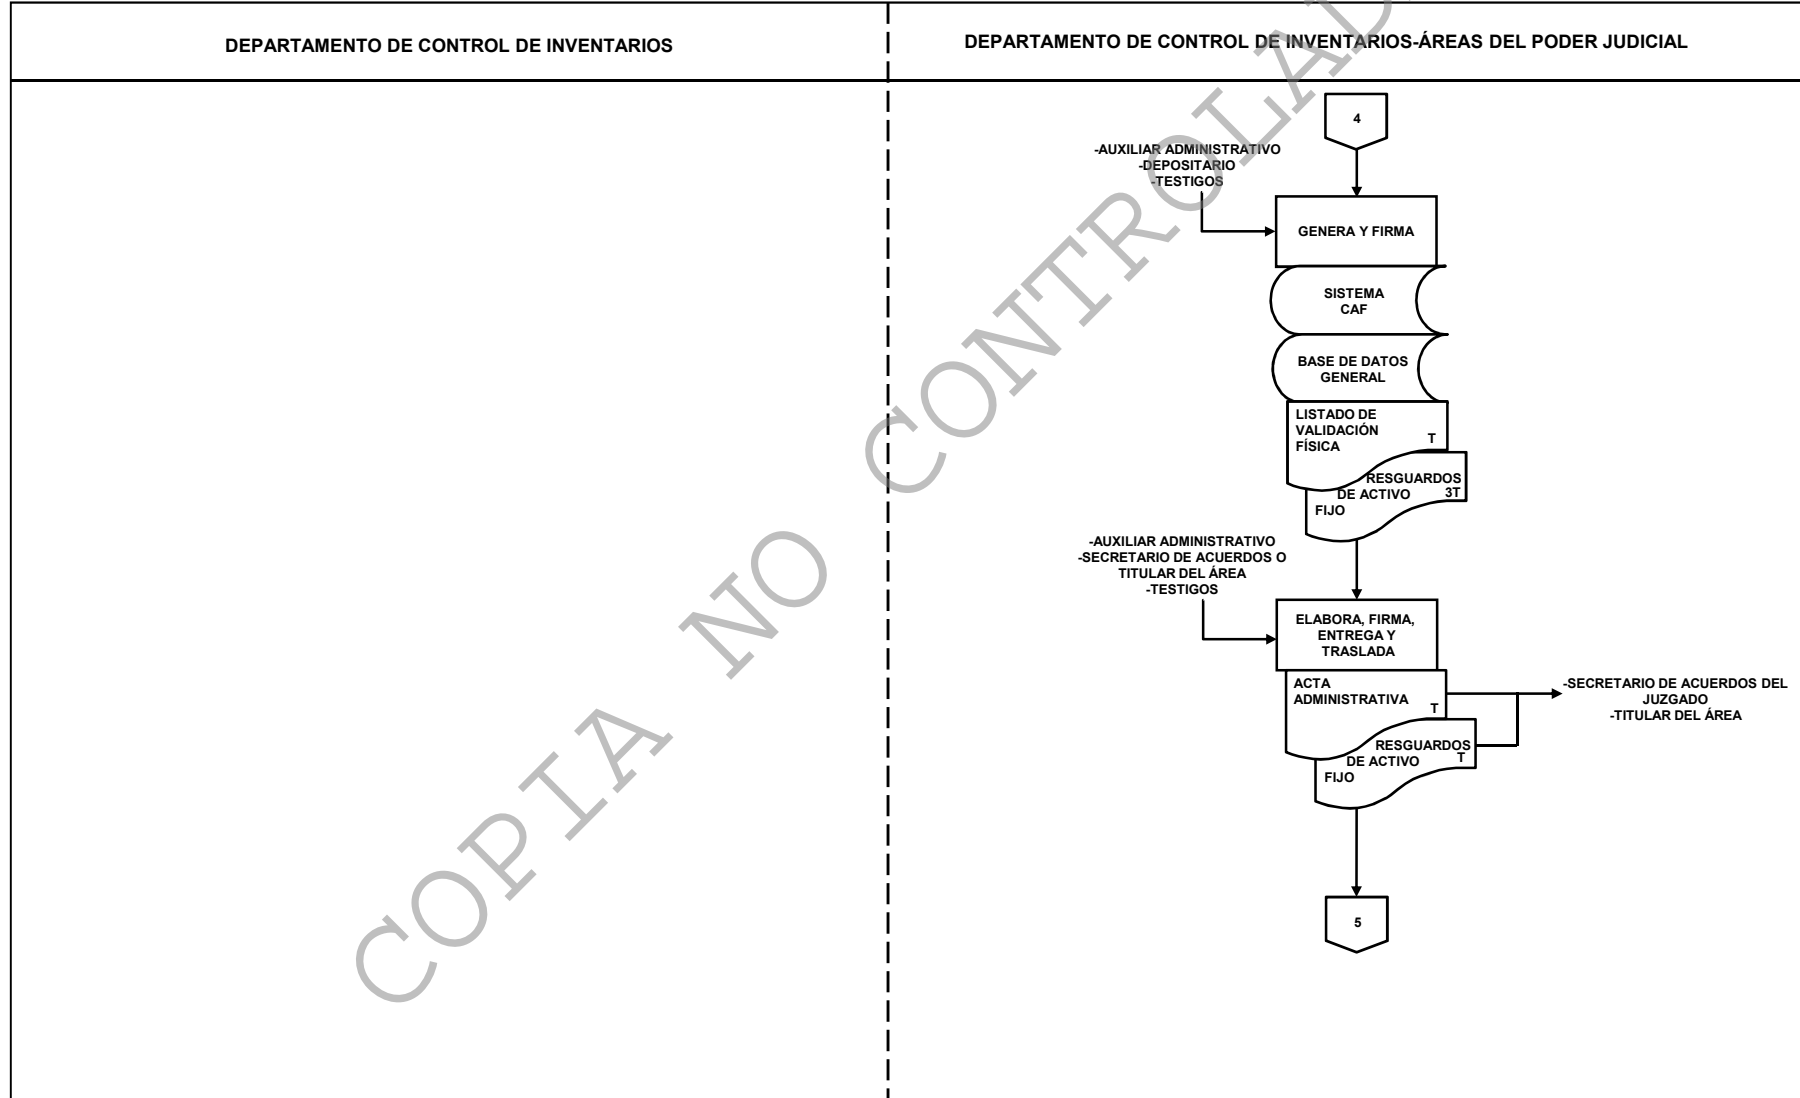 DEPARTAMENTO DE CONTROL DE INVENTARIOS
DEPARTAMENTO DE CONTROL DE INVENTARIOS-ÁREAS DEL PODER JUDICIAL
4
-AUXILIAR ADMINISTRATIVO
-DEPOSITARIO
-TESTIGOS
GENERA Y FIRMA
SISTEMA
CAF
BASE DE DATOS
GENERAL
LISTADO DE
VALIDACIÓN
FÍSICA
T
RESGUARDOS
DE ACTIVO 3T
FIJO
-AUXILIAR ADMINISTRATIVO
-SECRETARIO DE ACUERDOS O
TITULAR DEL ÁREA
-TESTIGOS
ELABORA, FIRMA,
ENTREGA Y
TRASLADA
ACTA
ADMINISTRATIVA
T
-SECRETARIO DE ACUERDOS DEL
JUZGADO
-TITULAR DEL ÁREA
RESGUARDOS
DE ACTIVO T
FIJO
5
COPIA NO CONTROLAD